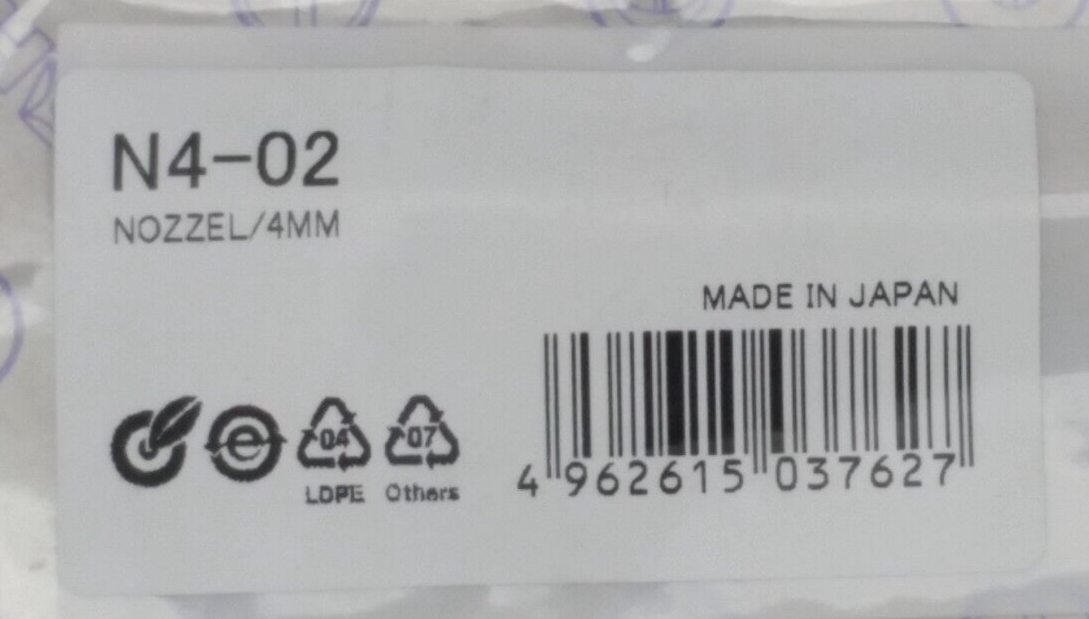 N4-02
NOZZEL/4MM
MADE IN JAPAN
e
04
07
LDPE
Others
4 962615 037627